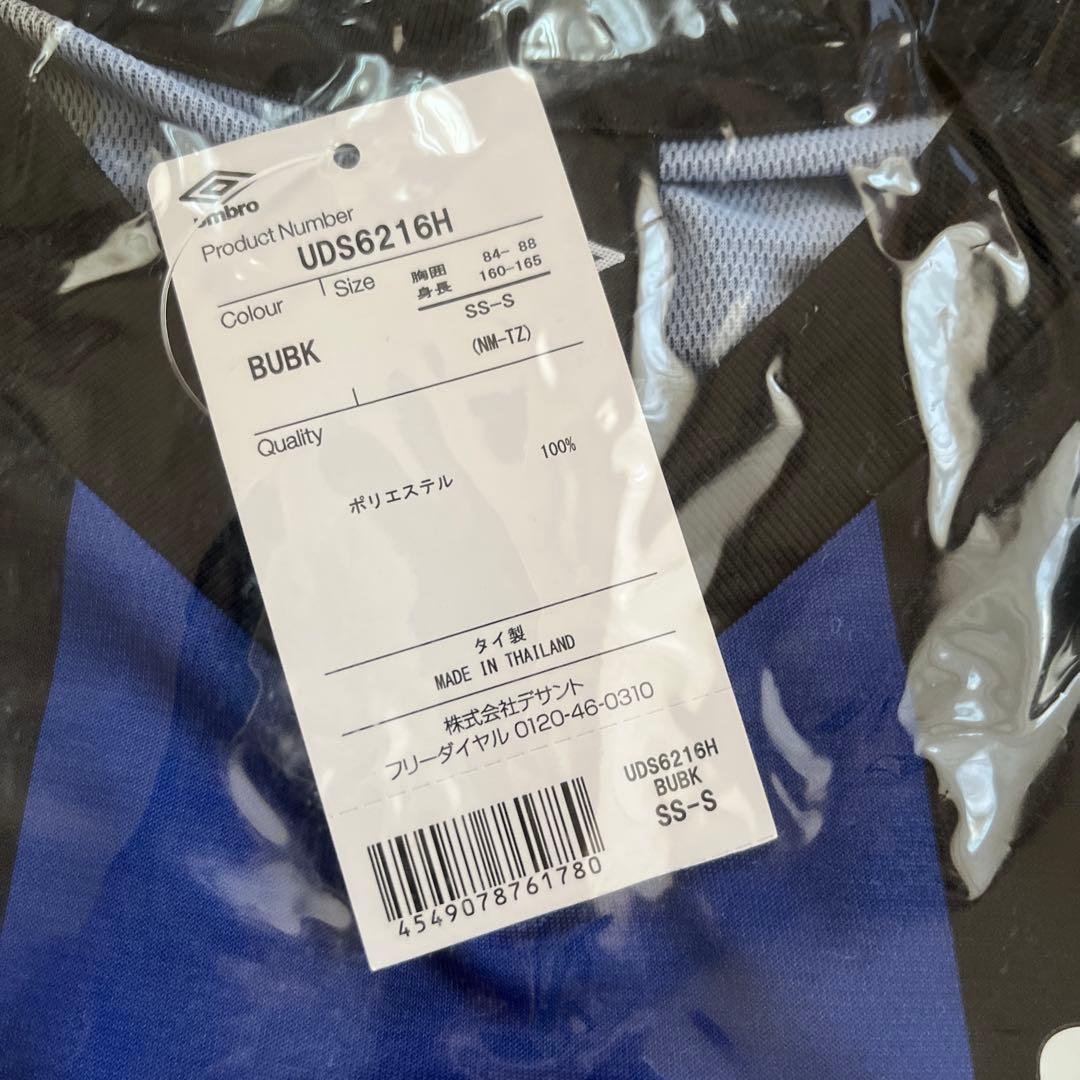 umbro
Product Number
UDS6216H
Colour
Size
胸囲 84- 88
身長 160-165
SS-S
BUBK
(NM-TZ)
Quality
ポリエステル 100%
タイ製
MADE IN THAILAND
株式会社デサント
フリーダイヤル 0120-46-0310
UDS6216H
BUBK
SS-S
4549078761780